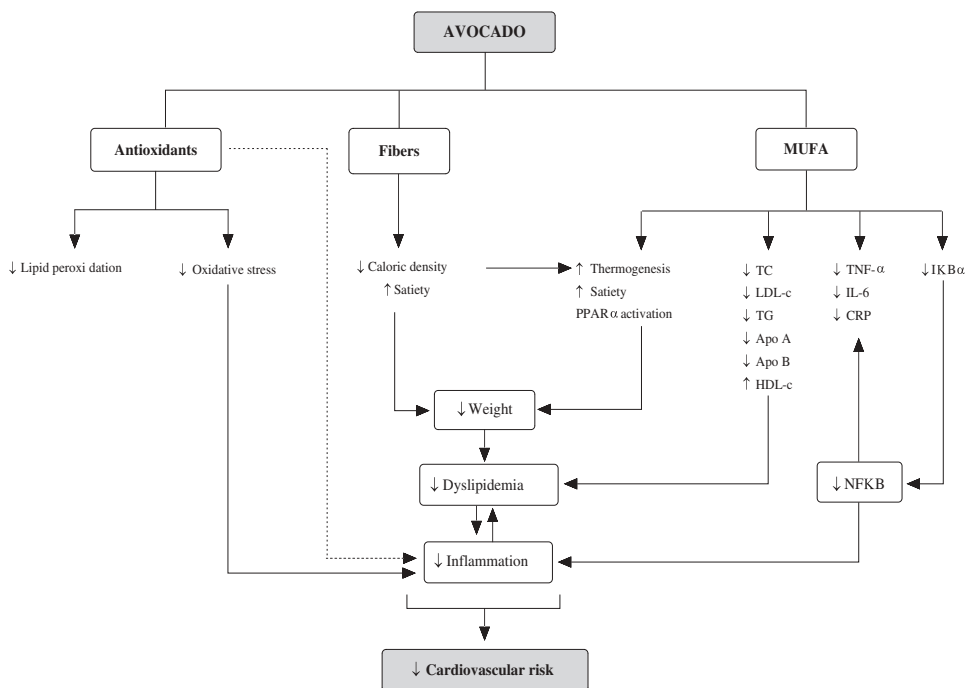 AVOCADO
Antioxidants
Fibers
MUFA
↓ Lipid peroxi dation
↓ Oxidative stress
↓ Caloric density
↑ Satiety
↑ Thermogenesis
↑ Satiety
PPARα activation
↓ TC
↓ LDL-c
↓ TG
↓ Apo A
↓ Apo B
↑ HDL-c
↓ TNF-α
↓ IL-6
↓ CRP
↓ IKBα
↓ Weight
↓ Dyslipidemia
↓ NFKB
↓ Inflammation
↓ Cardiovascular risk